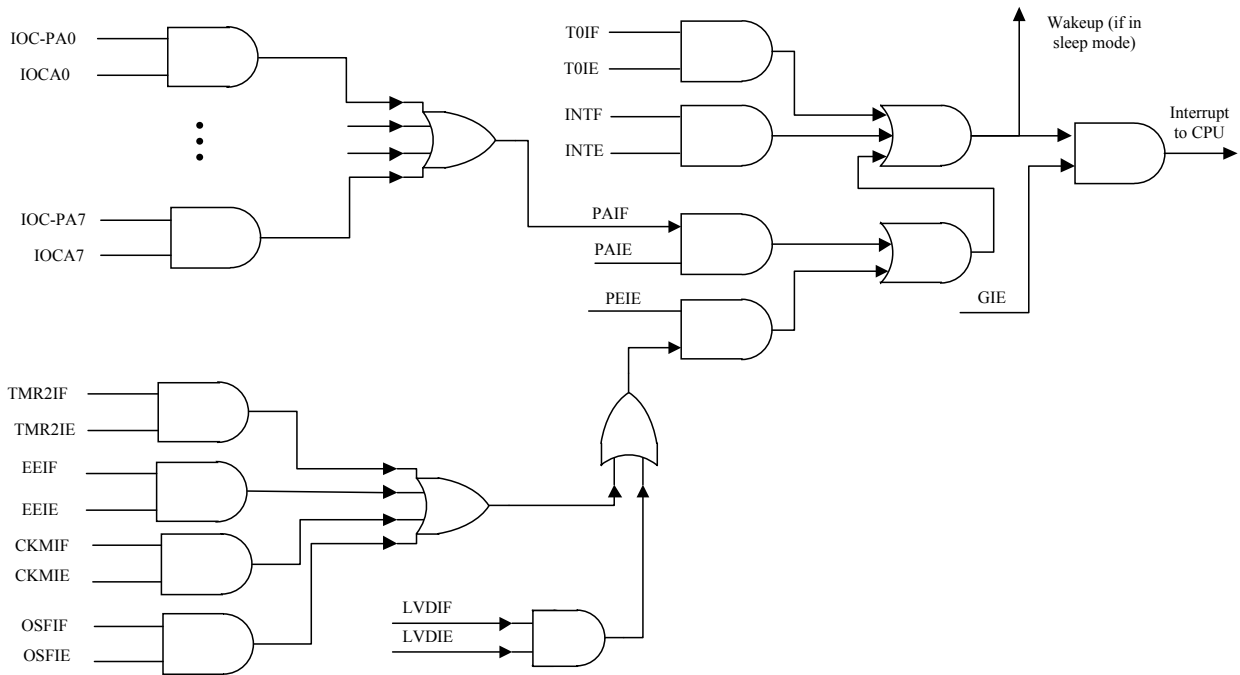 IOC-PA0
IOCA0
IOC-PA7
IOCA7
T0IF
T0IE
INTF
INTE
PAIF
PAIE
PEIE
Wakeup (if in
sleep mode)
Interrupt
to CPU
GIE
TMR2IF
TMR2IE
EEIF
EEIE
CKMIF
CKMIE
OSFIF
OSFIE
LVDIF
LVDIE